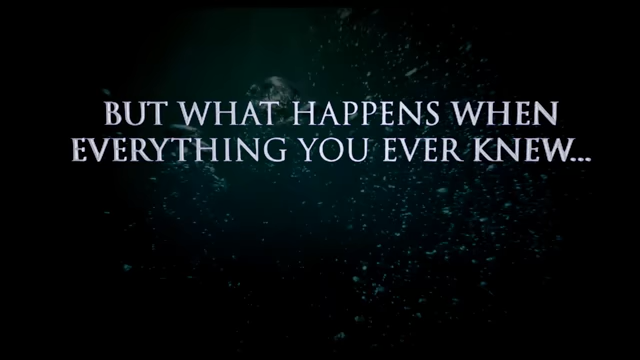 BUT WHAT HAPPENS WHEN
EVERYTHING YOU EVER KNEW...